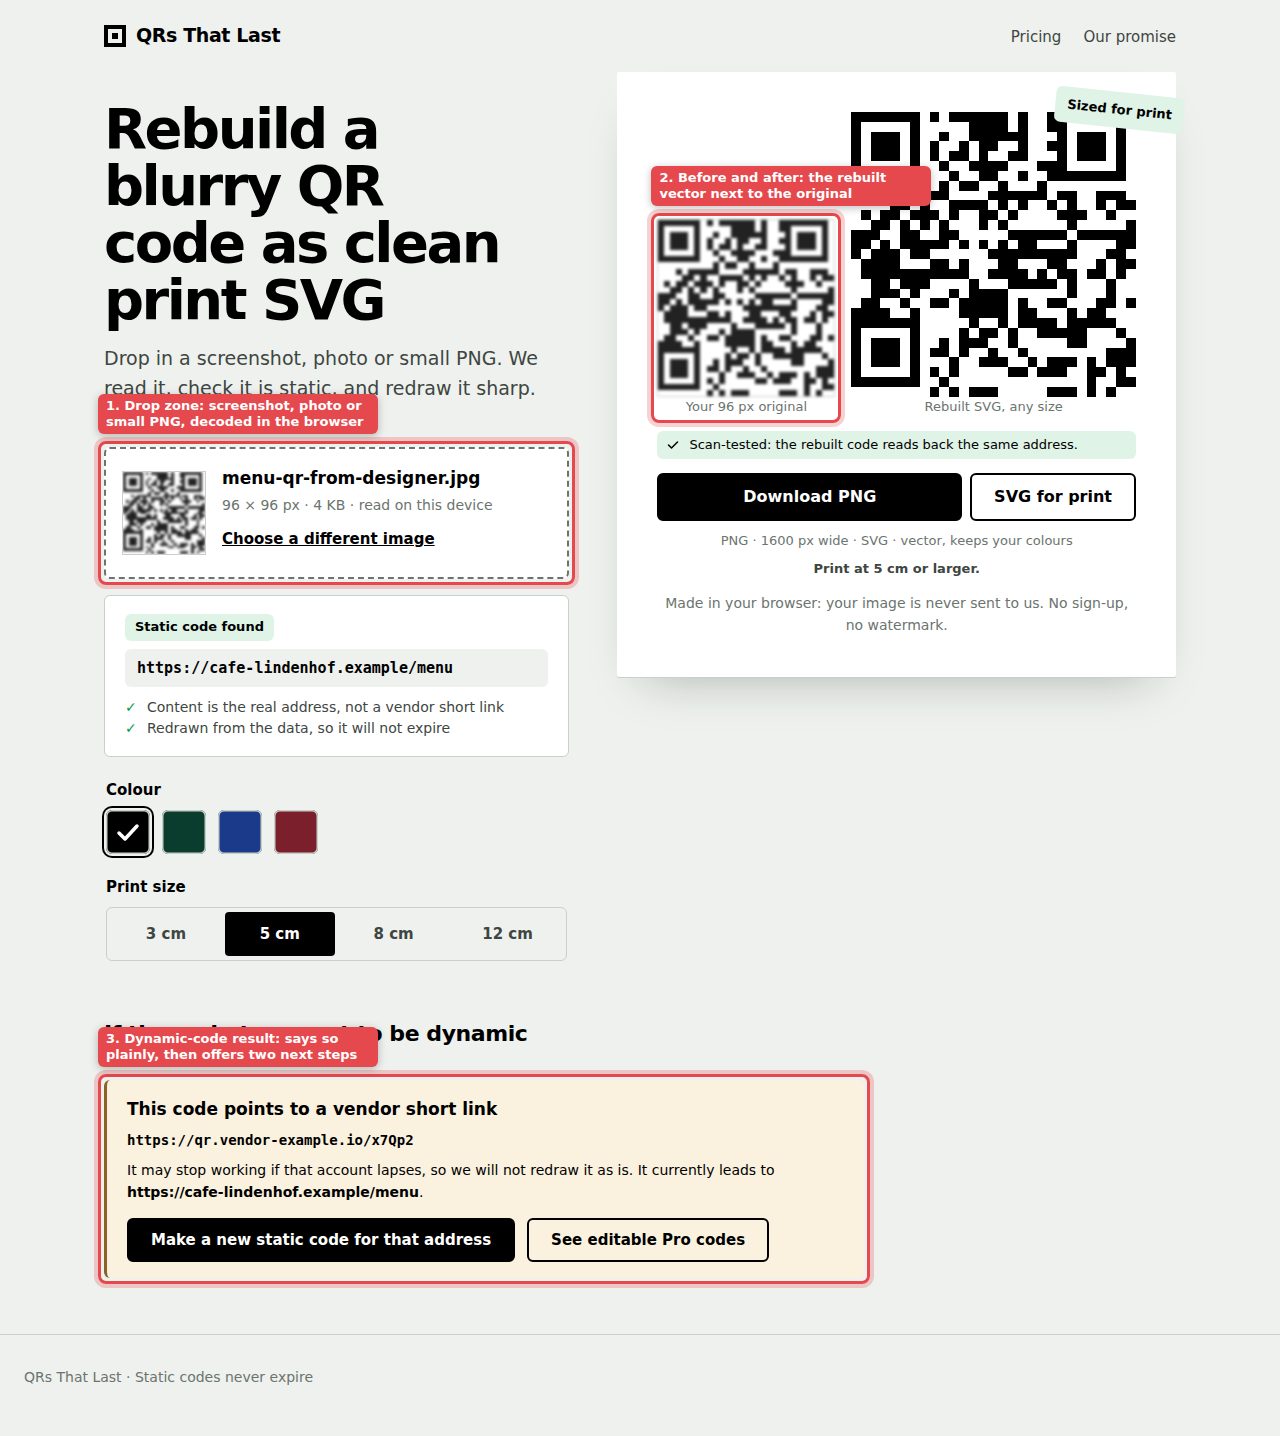 QRs That Last
Pricing
Our promise
Rebuild a
blurry QR
code as clean
print SVG
Drop in a screenshot, photo or small PNG. We
read it, check it is static, and redraw it sharp.
1. Drop zone: screenshot, photo or
small PNG, decoded in the browser
menu-qr-from-designer.jpg
96 × 96 px · 4 KB · read on this device
Choose a different image
Static code found
https://cafe-lindenhof.example/menu
✓ Content is the real address, not a vendor short link
✓ Redrawn from the data, so it will not expire
Colour
Print size
3 cm
5 cm
8 cm
12 cm
Sized for print
2. Before and after: the rebuilt
vector next to the original
Your 96 px original
Rebuilt SVG, any size
Scan-tested: the rebuilt code reads back the same address.
Download PNG
SVG for print
PNG · 1600 px wide · SVG · vector, keeps your colours
Print at 5 cm or larger.
Made in your browser: your image is never sent to us. No sign-up,
no watermark.
be dynamic
3. Dynamic-code result: says so
plainly, then offers two next steps
This code points to a vendor short link
https://qr.vendor-example.io/x7Qp2
It may stop working if that account lapses, so we will not redraw it as is. It currently leads to
https://cafe-lindenhof.example/menu.
Make a new static code for that address
See editable Pro codes
QRs That Last · Static codes never expire